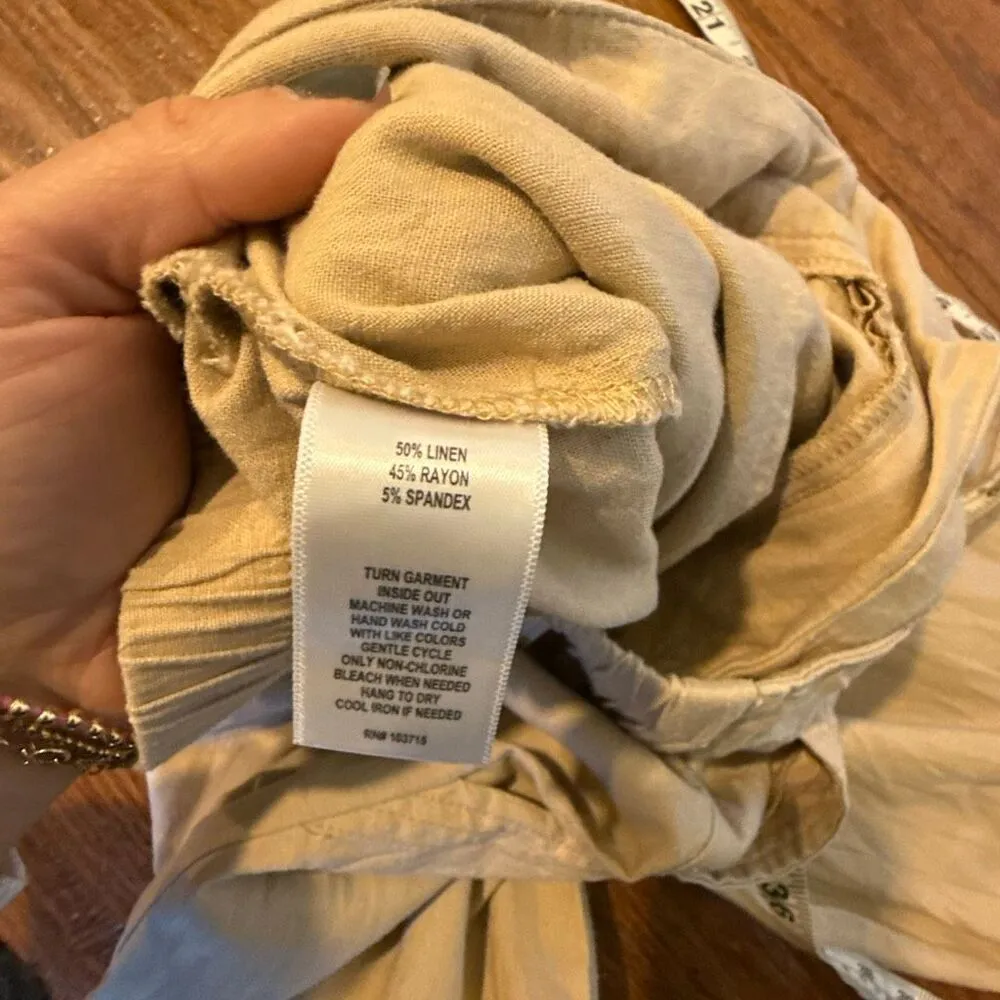 21
50% LINEN
45% RAYON
5% SPANDEX
TURN GARMENT
INSIDE OUT
MACHINE WASH OR
HAND WASH COLD
WITH LIKE COLORS
GENTLE CYCLE
ONLY NON-CHLORINE
BLEACH WHEN NEEDED
HANG TO DRY
COOL IRON IF NEEDED
RN# 103715
36